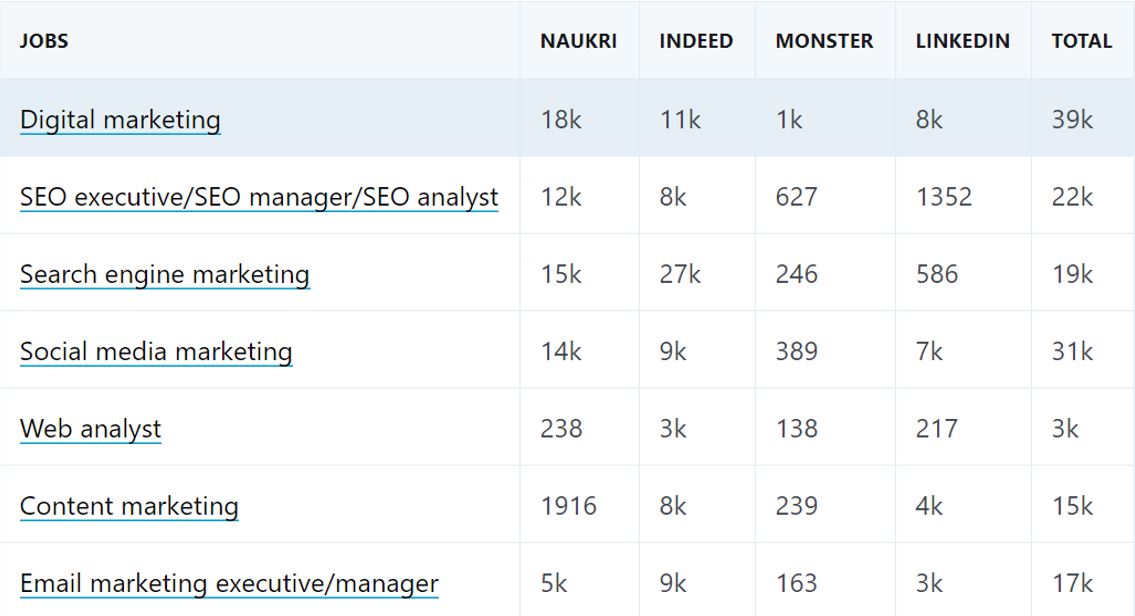 JOBS NAUKRI INDEED MONSTER LINKEDIN TOTAL
Digital marketing 18k 11k 1k 8k 39k
SEO executive/SEO manager/SEO analyst 12k 8k 627 1352 22k
Search engine marketing 15k 27k 246 586 19k
Social media marketing 14k 9k 389 7k 31k
Web analyst 238 3k 138 217 3k
Content marketing 1916 8k 239 4k 15k
Email marketing executive/manager 5k 9k 163 3k 17k